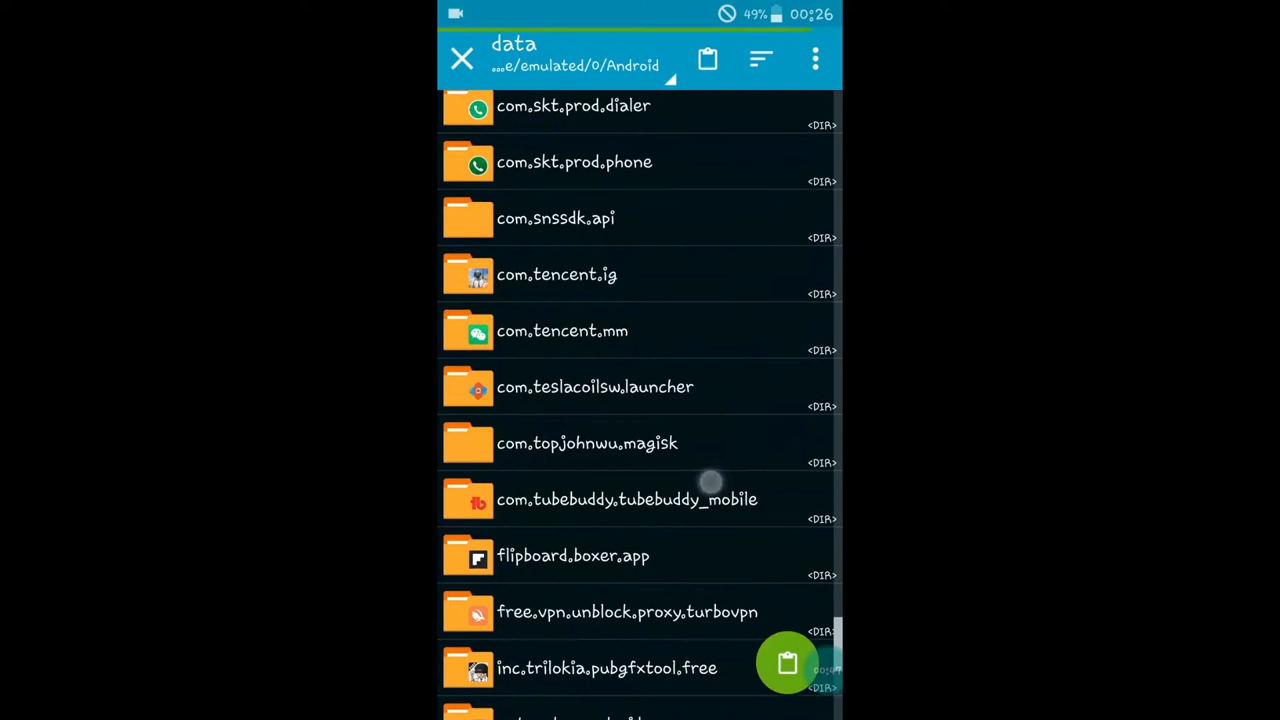 49% 00:26
data
...e/emulated/0/Android
com.skt.prod.dialer
<DIR>
com.skt.prod.phone
<DIR>
com.snssdk.api
<DIR>
com.tencent.ig
<DIR>
com.tencent.mm
<DIR>
com.teslacoilsw.launcher
<DIR>
com.topjohnwu.magisk
<DIR>
com.tubebuddy.tubebuddy_mobile
<DIR>
flipboard.boxer.app
<DIR>
free.vpn.unblock.proxy.turbovpn
<DIR>
inc.trilokia.pubgfxtool.free
<DIR>